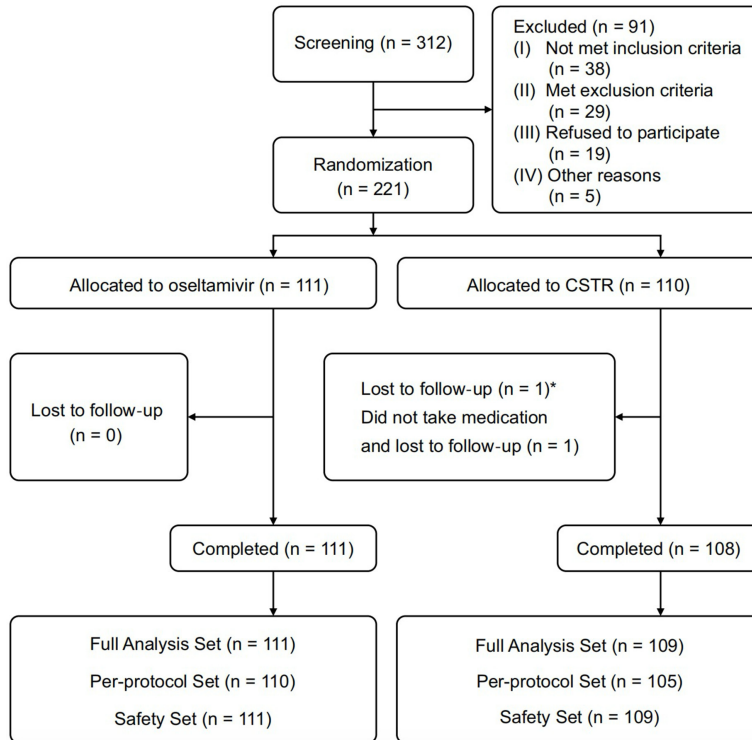 Screening (n = 312)
Excluded (n = 91)
(I) Not met inclusion criteria
(n = 38)
(II) Met exclusion criteria
(n = 29)
(III) Refused to participate
(n = 19)
(IV) Other reasons
(n = 5)
Randomization
(n = 221)
Allocated to oseltamivir (n = 111)
Allocated to CSTR (n = 110)
Lost to follow-up
(n = 0)
Lost to follow-up (n = 1)*
Did not take medication
and lost to follow-up (n = 1)
Completed (n = 111)
Completed (n = 108)
Full Analysis Set (n = 111)
Per-protocol Set (n = 110)
Safety Set (n = 111)
Full Analysis Set (n = 109)
Per-protocol Set (n = 105)
Safety Set (n = 109)